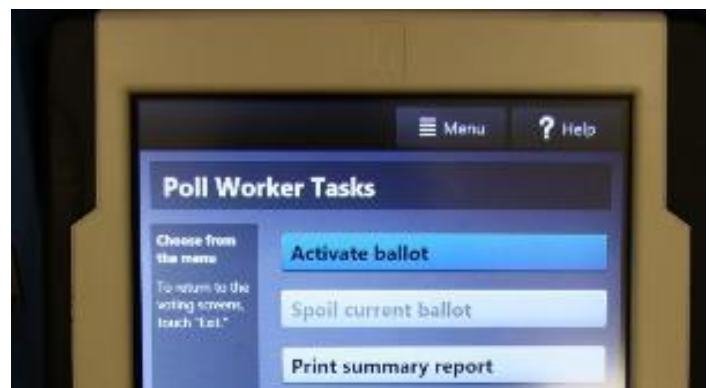 Menu
? Help
Poll Worker Tasks
Choose from
the menu
To return to the
voting screens,
touch
Activate ballot
Spoil current ballot
Print summary report